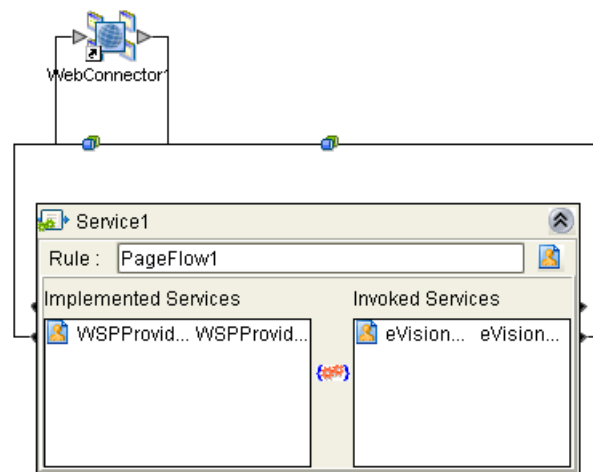 WebConnector1
Service1
Rule : PageFlow1
Implemented Services Invoked Services
WSPProvid... WSPProvid... eVision... eVision...